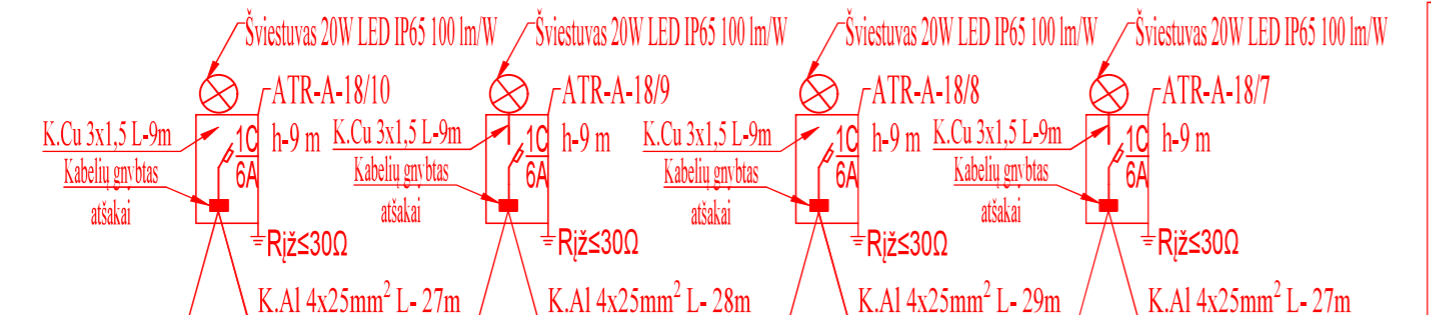 Šviestuvas 20W LED IP65 100 lm/W
ATR-A-18/10
K.Cu 3x1,5 L-9m
1C
6A
h-9 m
Kabelių gnybtas
atšakai
Rįž≤30Ω
K.Al 4x25mm² L- 27m
Šviestuvas 20W LED IP65 100 lm/W
ATR-A-18/9
K.Cu 3x1,5 L-9m
1C
6A
h-9 m
Kabelių gnybtas
atšakai
Rįž≤30Ω
K.Al 4x25mm² L- 28m
Šviestuvas 20W LED IP65 100 lm/W
ATR-A-18/8
K.Cu 3x1,5 L-9m
1C
6A
h-9 m
Kabelių gnybtas
atšakai
Rįž≤30Ω
K.Al 4x25mm² L- 29m
Šviestuvas 20W LED IP65 100 lm/W
ATR-A-18/7
K.Cu 3x1,5 L-9m
1C
6A
h-9 m
Kabelių gnybtas
atšakai
Rįž≤30Ω
K.Al 4x25mm² L- 27m